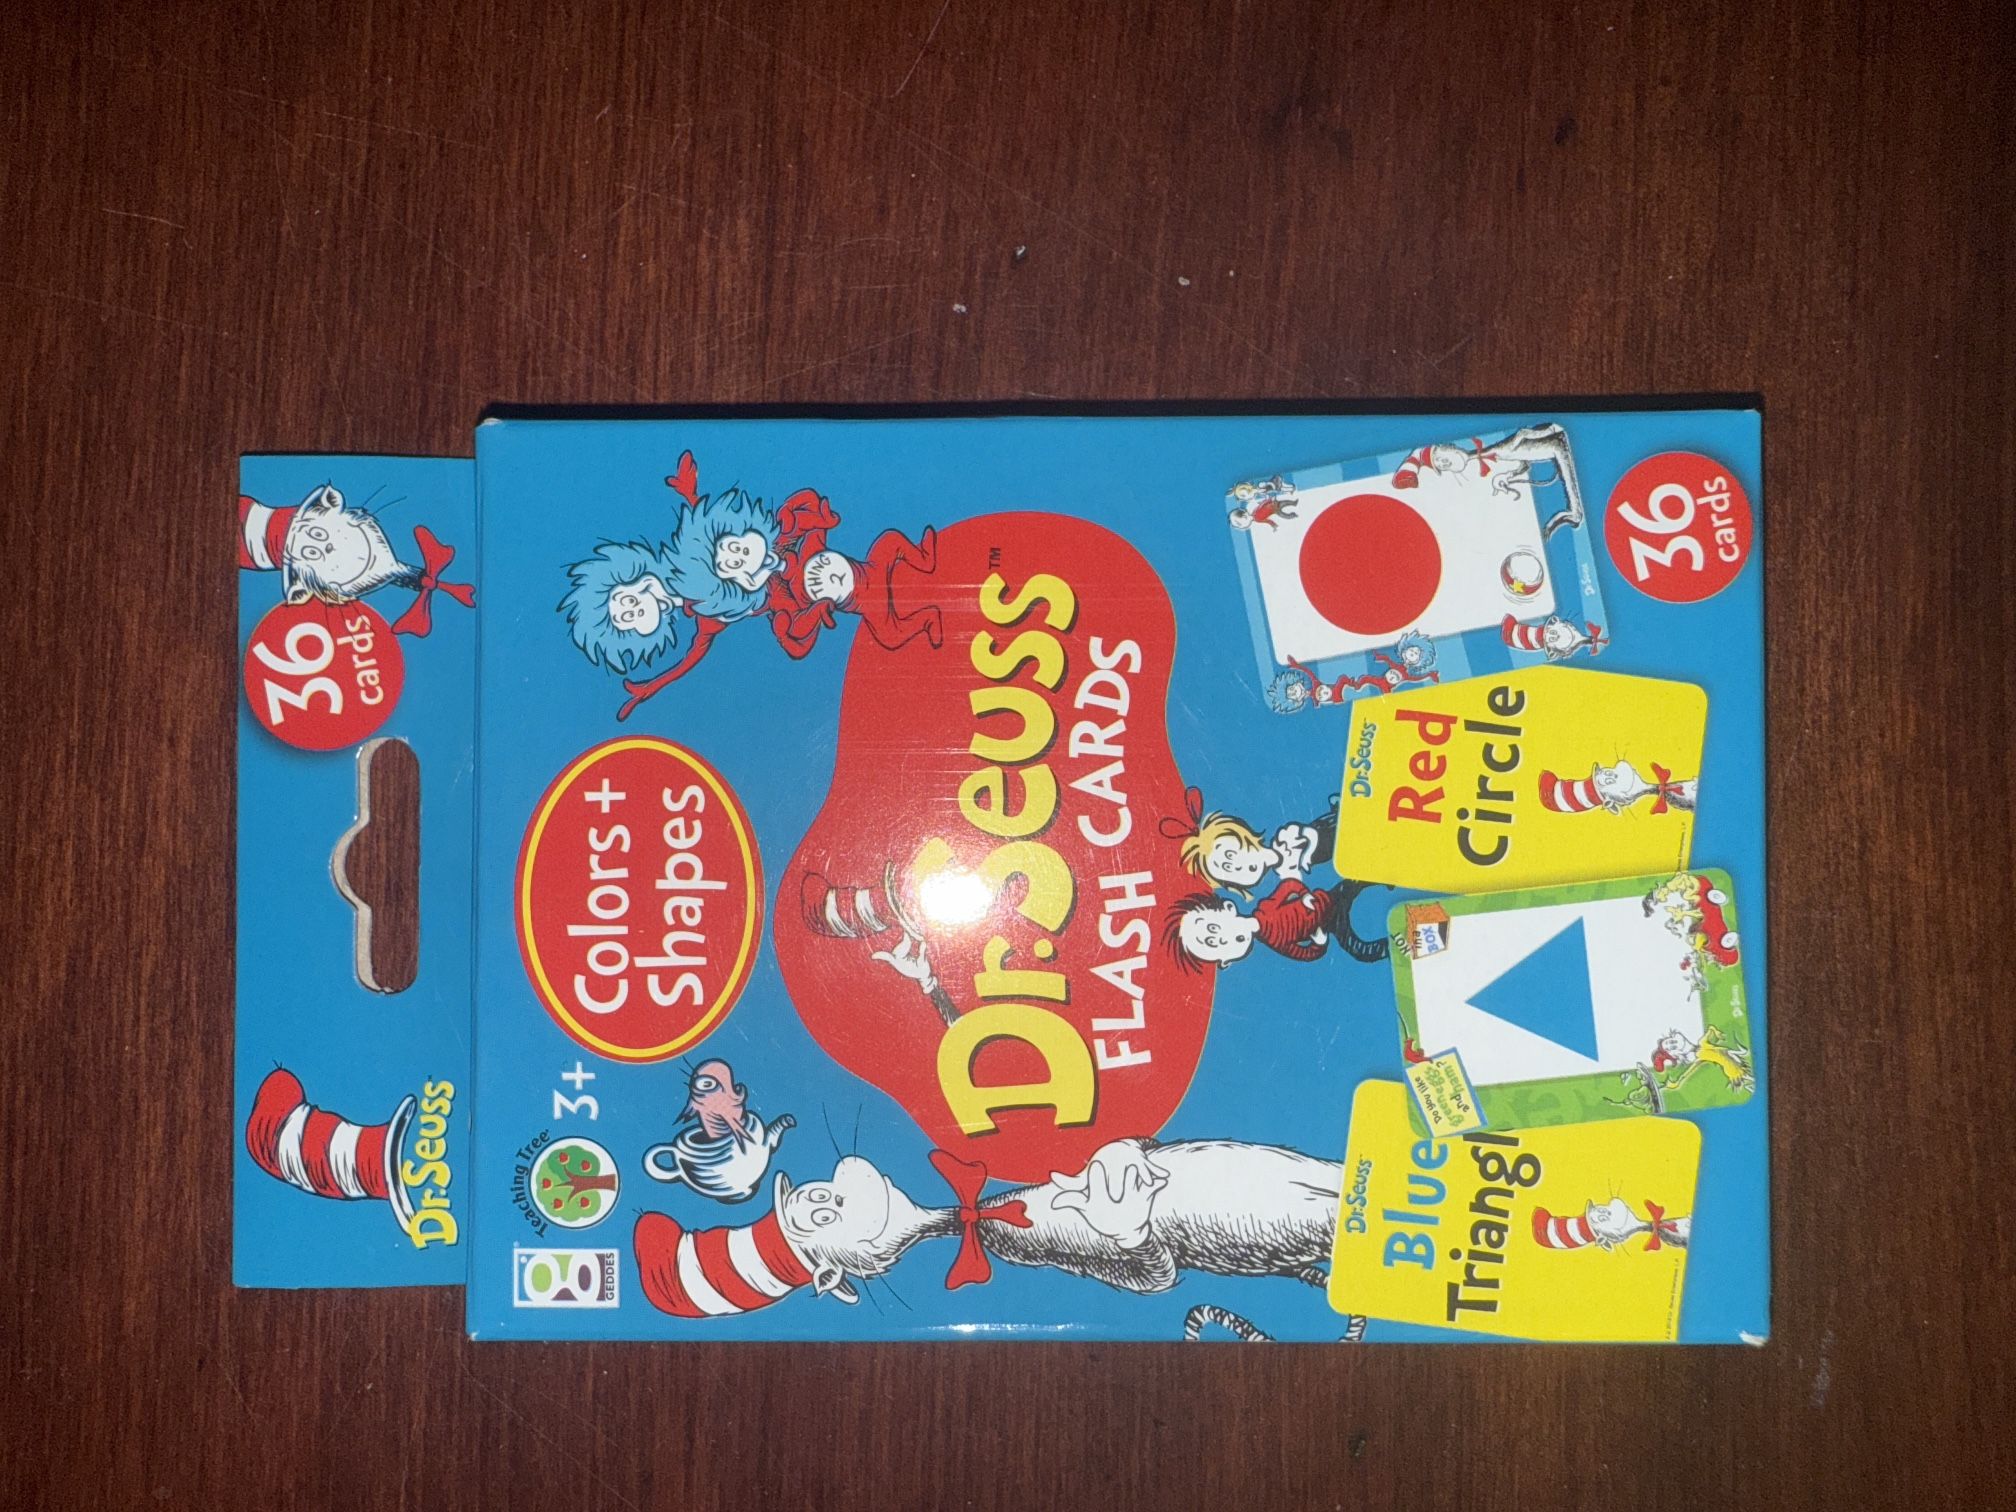 Dr. Seuss
36
cards
GEDDES
Teaching Tree
3+
Colors+
Shapes
THING
2
Dr. Seuss™
FLASH CARDS
Dr. Seuss
Blue
Triangl
Do you like
green eggs
and ham?
NOT
in a
BOX
Dr. Seuss
Dr. Seuss
Red
Circle
Dr. Seuss
36
cards